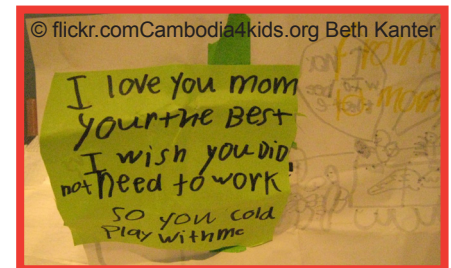 © flickr.comCambodia4kids.org Beth Kanter
I love you mom
your the Best
I wish you DiD
not need to work
so you cold
Play with me